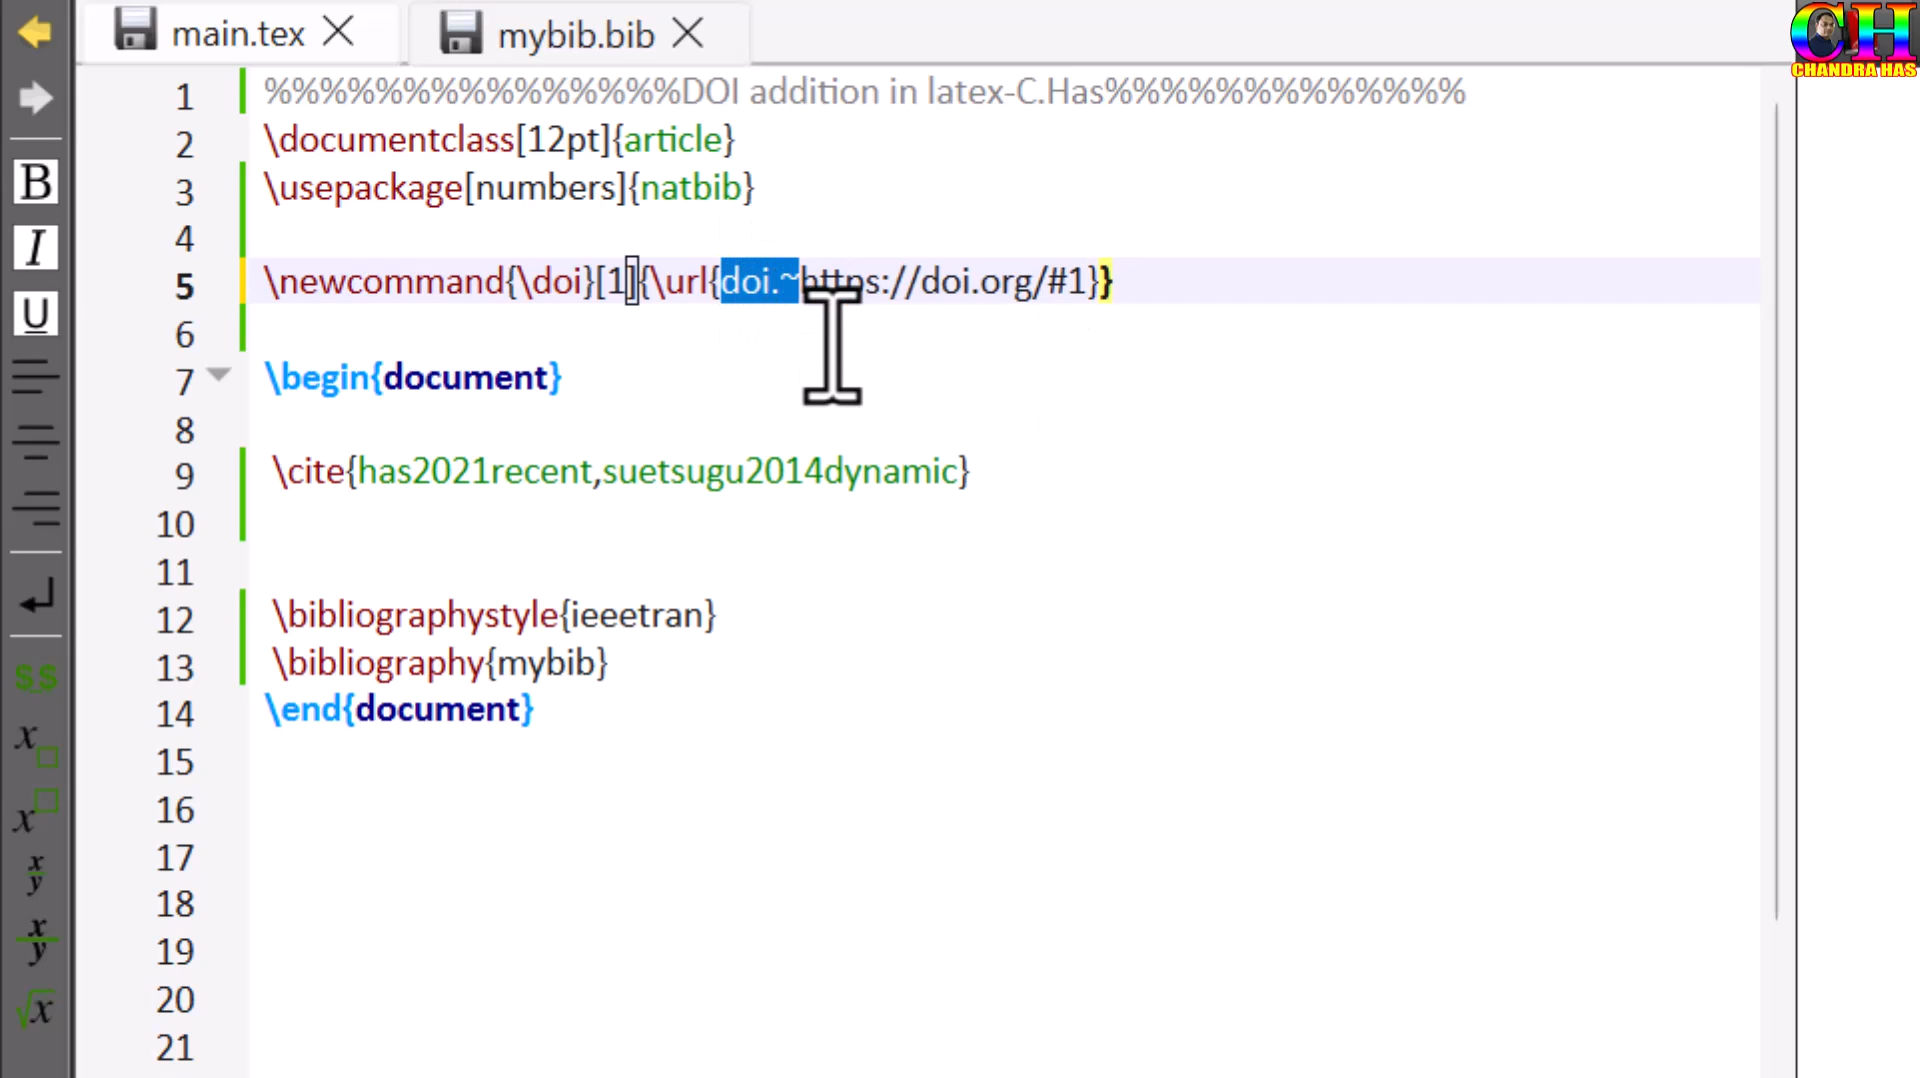 main.tex
mybib.bib
CH
CHANDRA HAS
1 %%%%%%%%%%%%%%%DOI addition in latex-C.Has%%%%%%%%%%%%%
2 \documentclass[12pt]{article}
3 \usepackage[numbers]{natbib}
4
5 \newcommand{\doi}[1]{\url{doi.~https://doi.org/#1}}
6
7 \begin{document}
8
9 \cite{has2021recent,suetsugu2014dynamic}
10
11
12 \bibliographystyle{ieeetran}
13 \bibliography{mybib}
14 \end{document}
15
16
17
18
19
20
21
B
I
U
$$
x
x
x
y
x
y
√x